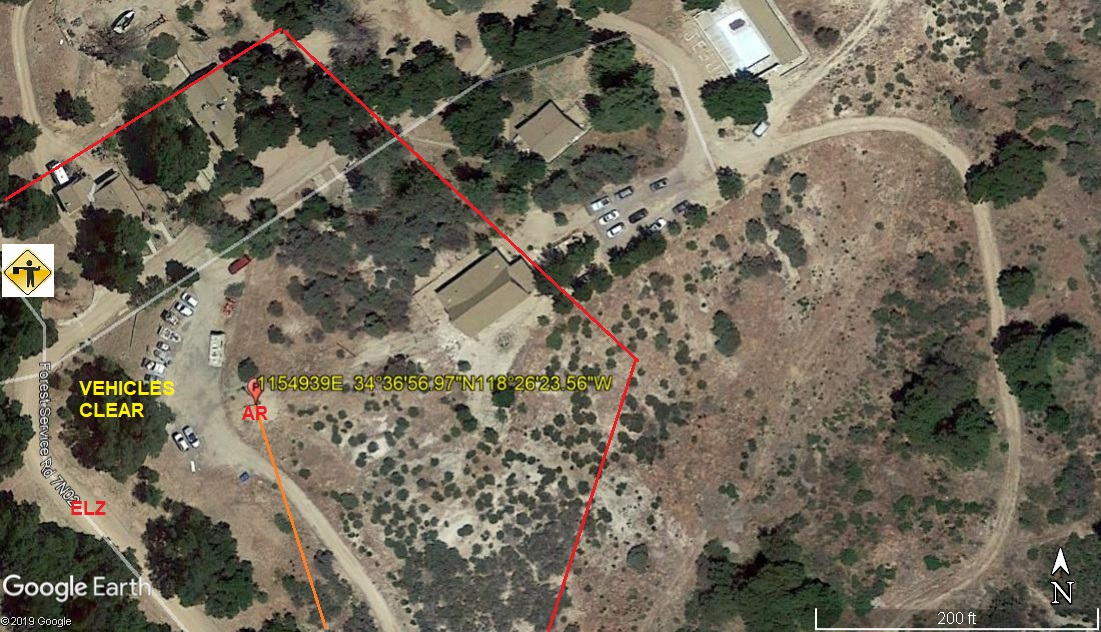 1154939E 34°36'56.97"N118°26'23.56"W
VEHICLES
CLEAR
AR
Forest Service Rd 7N02
ELZ
Google Earth
©2019 Google
N
200 ft